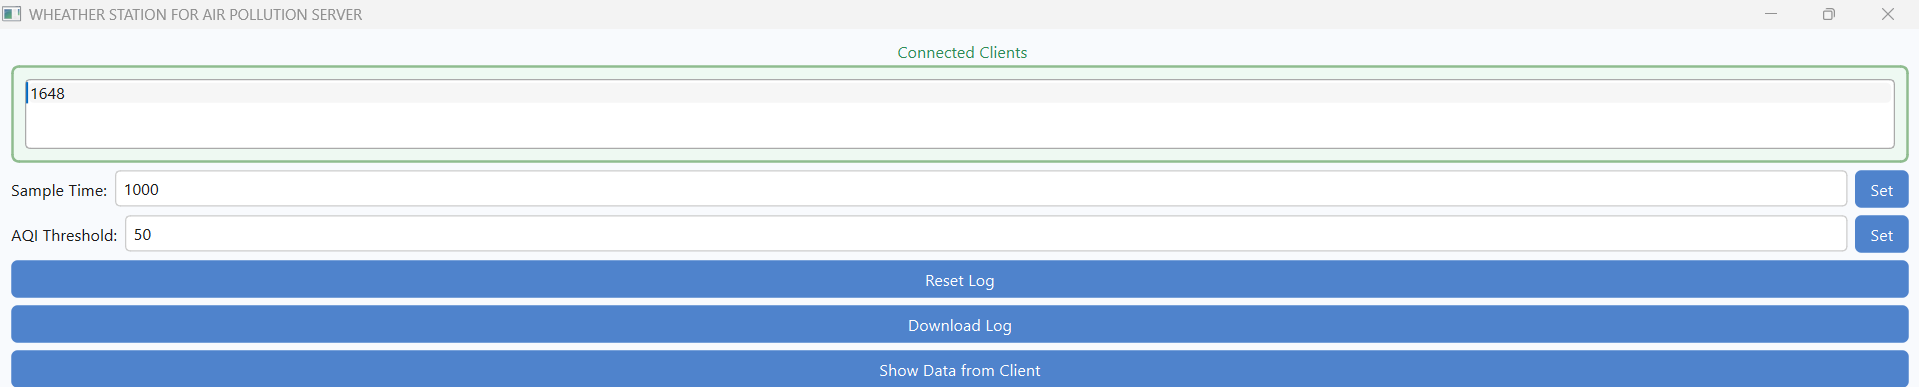 WHEATHER STATION FOR AIR POLLUTION SERVER
Connected Clients
1648
Sample Time: 1000 Set
AQI Threshold: 50 Set
Reset Log
Download Log
Show Data from Client